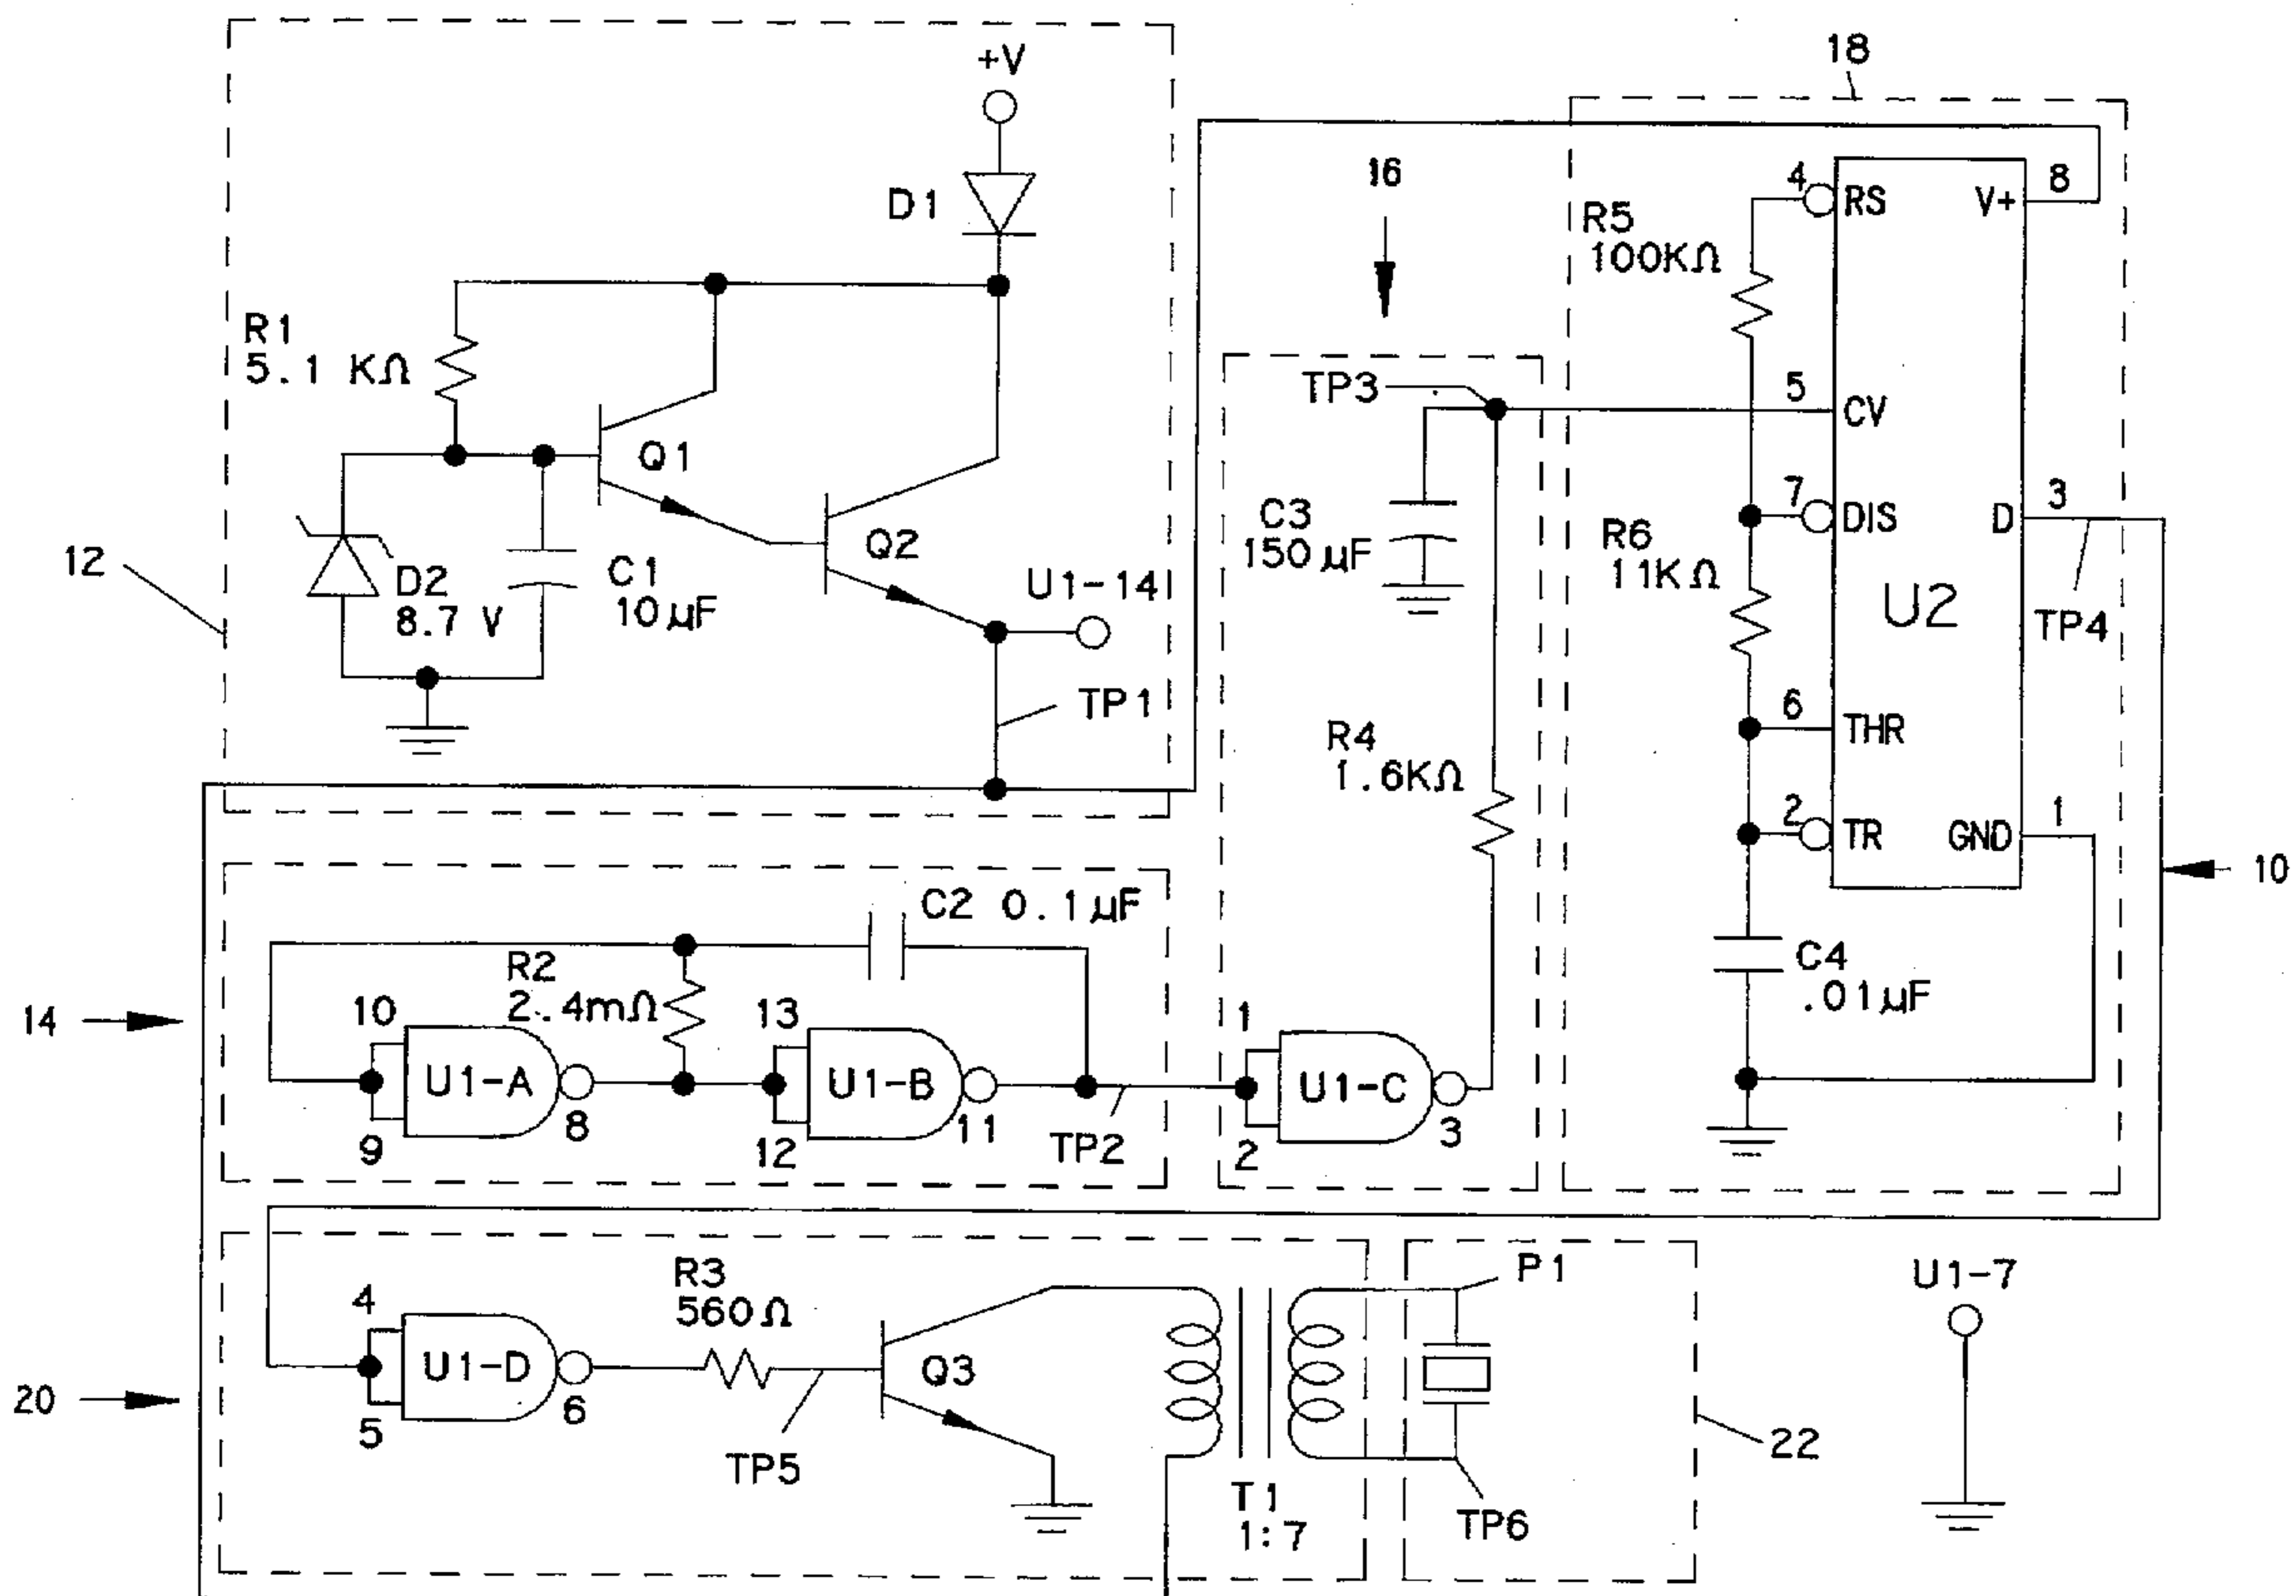 +V
D1
R1
5.1 KΩ
Q1
Q2
D2
8.7 V
C1
10μF
U1-14
TP1
12
18
16
4
RS
V+
8
R5
100KΩ
TP3
5
CV
C3
150μF
7
DIS
D
3
R6
11KΩ
U2
TP4
6
THR
R4
1.6KΩ
2
TR
GND
1
10
C4
.01μF
C2 0.1μF
R2
2.4mΩ
14
10
9
U1-A
8
13
12
U1-B
11
TP2
1
2
U1-C
3
20
4
5
U1-D
6
R3
560Ω
TP5
Q3
T1
1:7
P1
TP6
22
U1-7